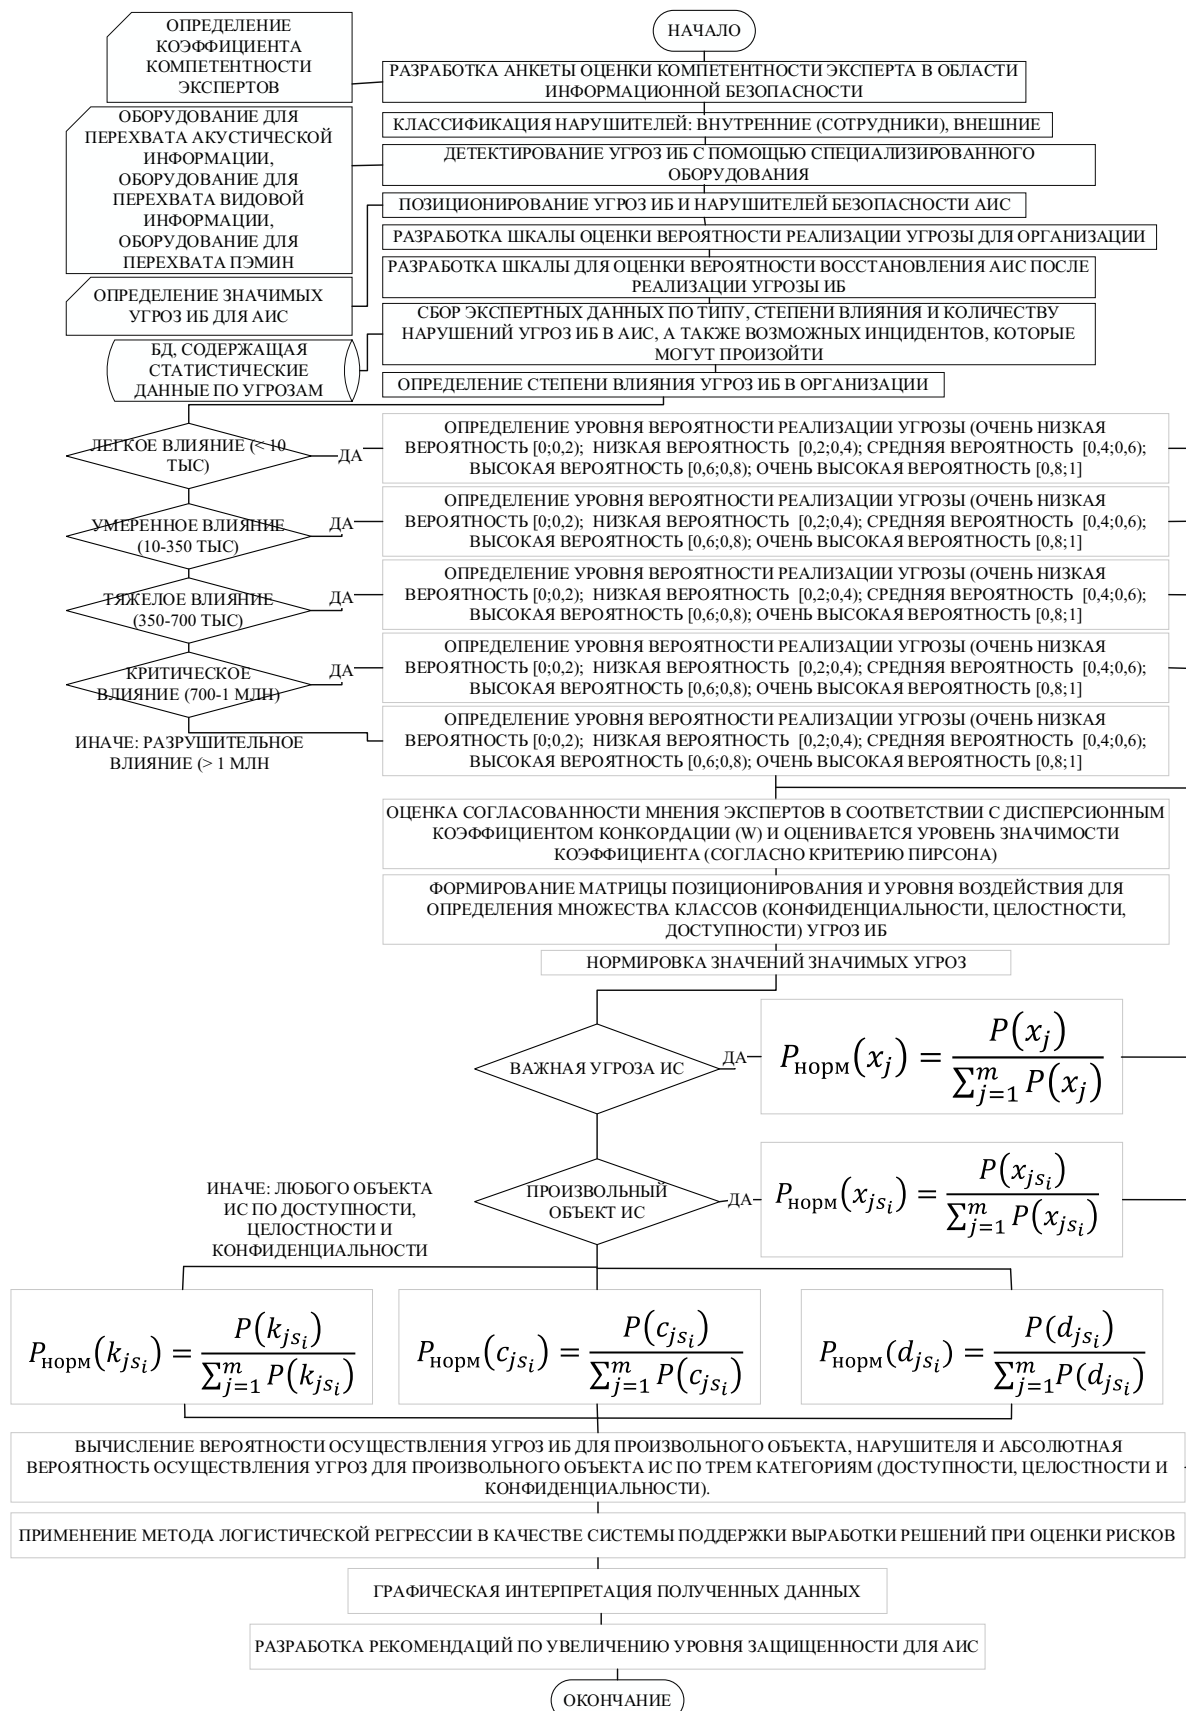 НАЧАЛО
ОПРЕДЕЛЕНИЕ
КОЭФФИЦИЕНТА
КОМПЕТЕНТНОСТИ
ЭКСПЕРТОВ
РАЗРАБОТКА АНКЕТЫ ОЦЕНКИ КОМПЕТЕНТНОСТИ ЭКСПЕРТА В ОБЛАСТИ
ИНФОРМАЦИОННОЙ БЕЗОПАСНОСТИ
КЛАССИФИКАЦИЯ НАРУШИТЕЛЕЙ: ВНУТРЕННИЕ (СОТРУДНИКИ), ВНЕШНИЕ
ОБОРУДОВАНИЕ ДЛЯ
ПЕРЕХВАТА АКУСТИЧЕСКОЙ
ИНФОРМАЦИИ,
ОБОРУДОВАНИЕ ДЛЯ
ПЕРЕХВАТА ВИДОВОЙ
ИНФОРМАЦИИ,
ОБОРУДОВАНИЕ ДЛЯ
ПЕРЕХВАТА ПЭМИН
ДЕТЕКТИРОВАНИЕ УГРОЗ ИБ С ПОМОЩЬЮ СПЕЦИАЛИЗИРОВАННОГО
ОБОРУДОВАНИЯ
ПОЗИЦИОНИРОВАНИЕ УГРОЗ ИБ И НАРУШИТЕЛЕЙ БЕЗОПАСНОСТИ АИС
РАЗРАБОТКА ШКАЛЫ ОЦЕНКИ ВЕРОЯТНОСТИ РЕАЛИЗАЦИИ УГРОЗЫ ДЛЯ ОРГАНИЗАЦИИ
РАЗРАБОТКА ШКАЛЫ ДЛЯ ОЦЕНКИ ВЕРОЯТНОСТИ ВОССТАНОВЛЕНИЯ АИС ПОСЛЕ
РЕАЛИЗАЦИИ УГРОЗЫ ИБ
ОПРЕДЕЛЕНИЕ ЗНАЧИМЫХ
УГРОЗ ИБ ДЛЯ АИС
СБОР ЭКСПЕРТНЫХ ДАННЫХ ПО ТИПУ, СТЕПЕНИ ВЛИЯНИЯ И КОЛИЧЕСТВУ
НАРУШЕНИЙ УГРОЗ ИБ В АИС, А ТАКЖЕ ВОЗМОЖНЫХ ИНЦИДЕНТОВ, КОТОРЫЕ
МОГУТ ПРОИЗОЙТИ
БД, СОДЕРЖАЩАЯ
СТАТИСТИЧЕСКИЕ
ДАННЫЕ ПО УГРОЗАМ
ОПРЕДЕЛЕНИЕ СТЕПЕНИ ВЛИЯНИЯ УГРОЗ ИБ В ОРГАНИЗАЦИИ
ЛЕГКОЕ ВЛИЯНИЕ (< 10
ТЫС)
ДА
ОПРЕДЕЛЕНИЕ УРОВНЯ ВЕРОЯТНОСТИ РЕАЛИЗАЦИИ УГРОЗЫ (ОЧЕНЬ НИЗКАЯ
ВЕРОЯТНОСТЬ [0;0,2); НИЗКАЯ ВЕРОЯТНОСТЬ [0,2;0,4); СРЕДНЯЯ ВЕРОЯТНОСТЬ [0,4;0,6);
ВЫСОКАЯ ВЕРОЯТНОСТЬ [0,6;0,8); ОЧЕНЬ ВЫСОКАЯ ВЕРОЯТНОСТЬ [0,8;1]
УМЕРЕННОЕ ВЛИЯНИЕ
(10-350 ТЫС)
ДА
ОПРЕДЕЛЕНИЕ УРОВНЯ ВЕРОЯТНОСТИ РЕАЛИЗАЦИИ УГРОЗЫ (ОЧЕНЬ НИЗКАЯ
ВЕРОЯТНОСТЬ [0;0,2); НИЗКАЯ ВЕРОЯТНОСТЬ [0,2;0,4); СРЕДНЯЯ ВЕРОЯТНОСТЬ [0,4;0,6);
ВЫСОКАЯ ВЕРОЯТНОСТЬ [0,6;0,8); ОЧЕНЬ ВЫСОКАЯ ВЕРОЯТНОСТЬ [0,8;1]
ТЯЖЕЛОЕ ВЛИЯНИЕ
(350-700 ТЫС)
ДА
ОПРЕДЕЛЕНИЕ УРОВНЯ ВЕРОЯТНОСТИ РЕАЛИЗАЦИИ УГРОЗЫ (ОЧЕНЬ НИЗКАЯ
ВЕРОЯТНОСТЬ [0;0,2); НИЗКАЯ ВЕРОЯТНОСТЬ [0,2;0,4); СРЕДНЯЯ ВЕРОЯТНОСТЬ [0,4;0,6);
ВЫСОКАЯ ВЕРОЯТНОСТЬ [0,6;0,8); ОЧЕНЬ ВЫСОКАЯ ВЕРОЯТНОСТЬ [0,8;1]
КРИТИЧЕСКОЕ
ВЛИЯНИЕ (700-1 МЛН)
ДА
ОПРЕДЕЛЕНИЕ УРОВНЯ ВЕРОЯТНОСТИ РЕАЛИЗАЦИИ УГРОЗЫ (ОЧЕНЬ НИЗКАЯ
ВЕРОЯТНОСТЬ [0;0,2); НИЗКАЯ ВЕРОЯТНОСТЬ [0,2;0,4); СРЕДНЯЯ ВЕРОЯТНОСТЬ [0,4;0,6);
ВЫСОКАЯ ВЕРОЯТНОСТЬ [0,6;0,8); ОЧЕНЬ ВЫСОКАЯ ВЕРОЯТНОСТЬ [0,8;1]
ИНАЧЕ: РАЗРУШИТЕЛЬНОЕ
ВЛИЯНИЕ (> 1 МЛН
ОПРЕДЕЛЕНИЕ УРОВНЯ ВЕРОЯТНОСТИ РЕАЛИЗАЦИИ УГРОЗЫ (ОЧЕНЬ НИЗКАЯ
ВЕРОЯТНОСТЬ [0;0,2); НИЗКАЯ ВЕРОЯТНОСТЬ [0,2;0,4); СРЕДНЯЯ ВЕРОЯТНОСТЬ [0,4;0,6);
ВЫСОКАЯ ВЕРОЯТНОСТЬ [0,6;0,8); ОЧЕНЬ ВЫСОКАЯ ВЕРОЯТНОСТЬ [0,8;1]
ОЦЕНКА СОГЛАСОВАННОСТИ МНЕНИЯ ЭКСПЕРТОВ В СООТВЕТСТВИИ С ДИСПЕРСИОННЫМ
КОЭФФИЦИЕНТОМ КОНКОРДАЦИИ (W) И ОЦЕНИВАЕТСЯ УРОВЕНЬ ЗНАЧИМОСТИ
КОЭФФИЦИЕНТА (СОГЛАСНО КРИТЕРИЮ ПИРСОНА)
ФОРМИРОВАНИЕ МАТРИЦЫ ПОЗИЦИОНИРОВАНИЯ И УРОВНЯ ВОЗДЕЙСТВИЯ ДЛЯ
ОПРЕДЕЛЕНИЯ МНОЖЕСТВА КЛАССОВ (КОНФИДЕНЦИАЛЬНОСТИ, ЦЕЛОСТНОСТИ,
ДОСТУПНОСТИ) УГРОЗ ИБ
НОРМИРОВКА ЗНАЧЕНИЙ ЗНАЧИМЫХ УГРОЗ
ВАЖНАЯ УГРОЗА ИС
ДА
P_норм(x_j) = P(x_j) / ∑_{j=1}^m P(x_j)
ПРОИЗВОЛЬНЫЙ
ОБЪЕКТ ИС
ДА
P_норм(x_{js_i}) = P(x_{js_i}) / ∑_{j=1}^m P(x_{js_i})
ИНАЧЕ: ЛЮБОГО ОБЪЕКТА
ИС ПО ДОСТУПНОСТИ,
ЦЕЛОСТНОСТИ И
КОНФИДЕНЦИАЛЬНОСТИ
P_норм(k_{js_i}) = P(k_{js_i}) / ∑_{j=1}^m P(k_{js_i})
P_норм(c_{js_i}) = P(c_{js_i}) / ∑_{j=1}^m P(c_{js_i})
P_норм(d_{js_i}) = P(d_{js_i}) / ∑_{j=1}^m P(d_{js_i})
ВЫЧИСЛЕНИЕ ВЕРОЯТНОСТИ ОСУЩЕСТВЛЕНИЯ УГРОЗ ИБ ДЛЯ ПРОИЗВОЛЬНОГО ОБЪЕКТА, НАРУШИТЕЛЯ И АБСОЛЮТНАЯ
ВЕРОЯТНОСТЬ ОСУЩЕСТВЛЕНИЯ УГРОЗ ДЛЯ ПРОИЗВОЛЬНОГО ОБЪЕКТА ИС ПО ТРЕМ КАТЕГОРИЯМ (ДОСТУПНОСТИ, ЦЕЛОСТНОСТИ И
КОНФИДЕНЦИАЛЬНОСТИ).
ПРИМЕНЕНИЕ МЕТОДА ЛОГИСТИЧЕСКОЙ РЕГРЕССИИ В КАЧЕСТВЕ СИСТЕМЫ ПОДДЕРЖКИ ВЫРАБОТКИ РЕШЕНИЙ ПРИ ОЦЕНКИ РИСКОВ
ГРАФИЧЕСКАЯ ИНТЕРПРЕТАЦИЯ ПОЛУЧЕННЫХ ДАННЫХ
РАЗРАБОТКА РЕКОМЕНДАЦИЙ ПО УВЕЛИЧЕНИЮ УРОВНЯ ЗАЩИЩЕННОСТИ ДЛЯ АИС
ОКОНЧАНИЕ